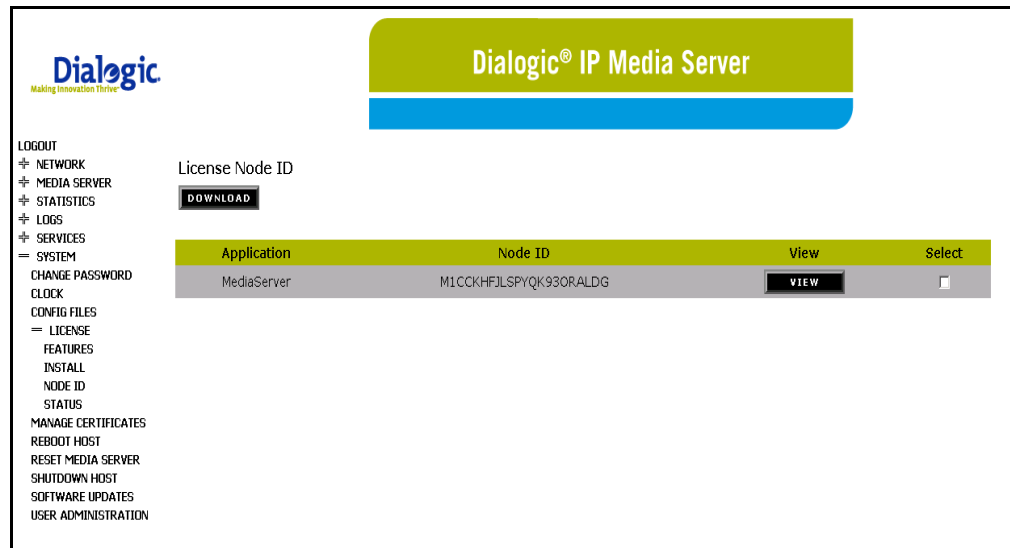 Dialogic.
Making Innovation Thrive™
Dialogic® IP Media Server
LOGOUT
NETWORK
MEDIA SERVER
STATISTICS
LOGS
SERVICES
SYSTEM
CHANGE PASSWORD
CLOCK
CONFIG FILES
LICENSE
FEATURES
INSTALL
NODE ID
STATUS
MANAGE CERTIFICATES
REBOOT HOST
RESET MEDIA SERVER
SHUTDOWN HOST
SOFTWARE UPDATES
USER ADMINISTRATION
License Node ID
DOWNLOAD
Application Node ID View Select
MediaServer M1CCKHFJLSPYQK93ORALDG VIEW